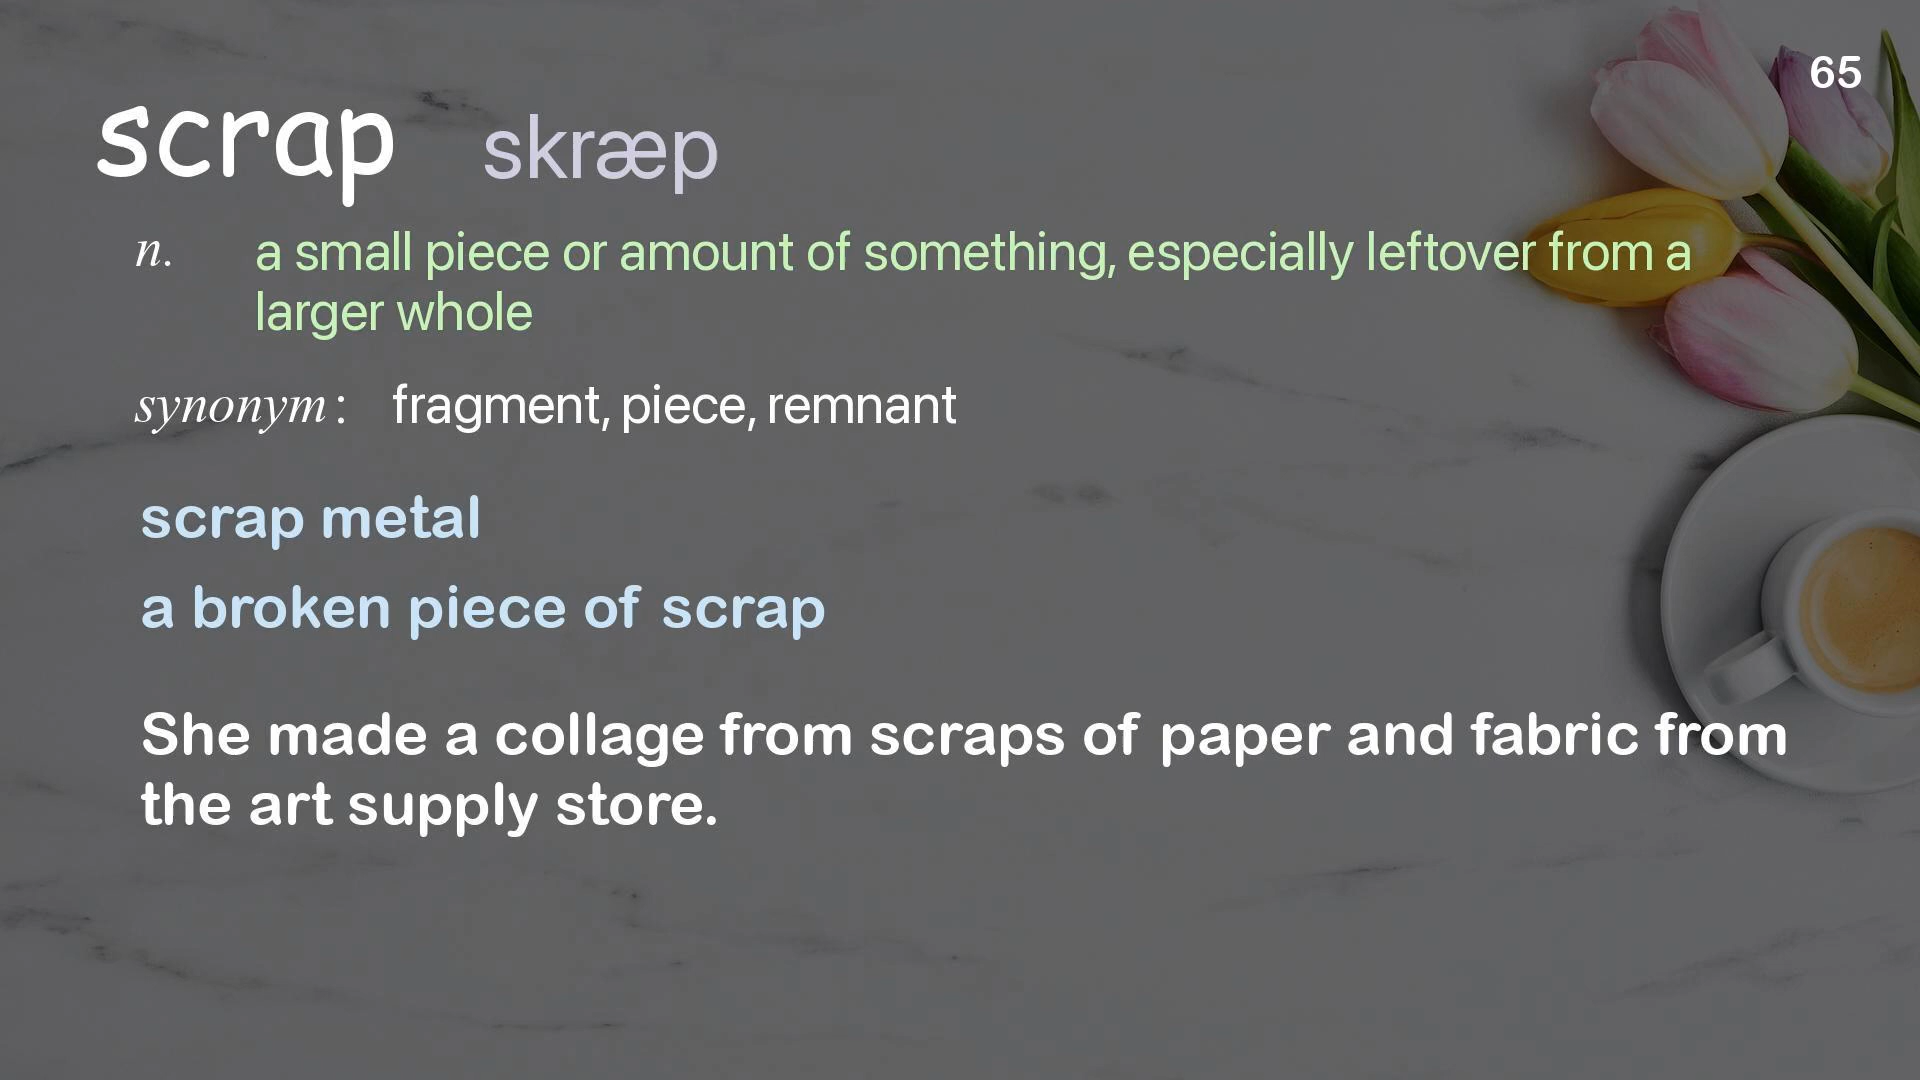 65
scrap skræp
n. a small piece or amount of something, especially leftover from a
larger whole
synonym: fragment, piece, remnant
scrap metal
a broken piece of scrap
She made a collage from scraps of paper and fabric from
the art supply store.